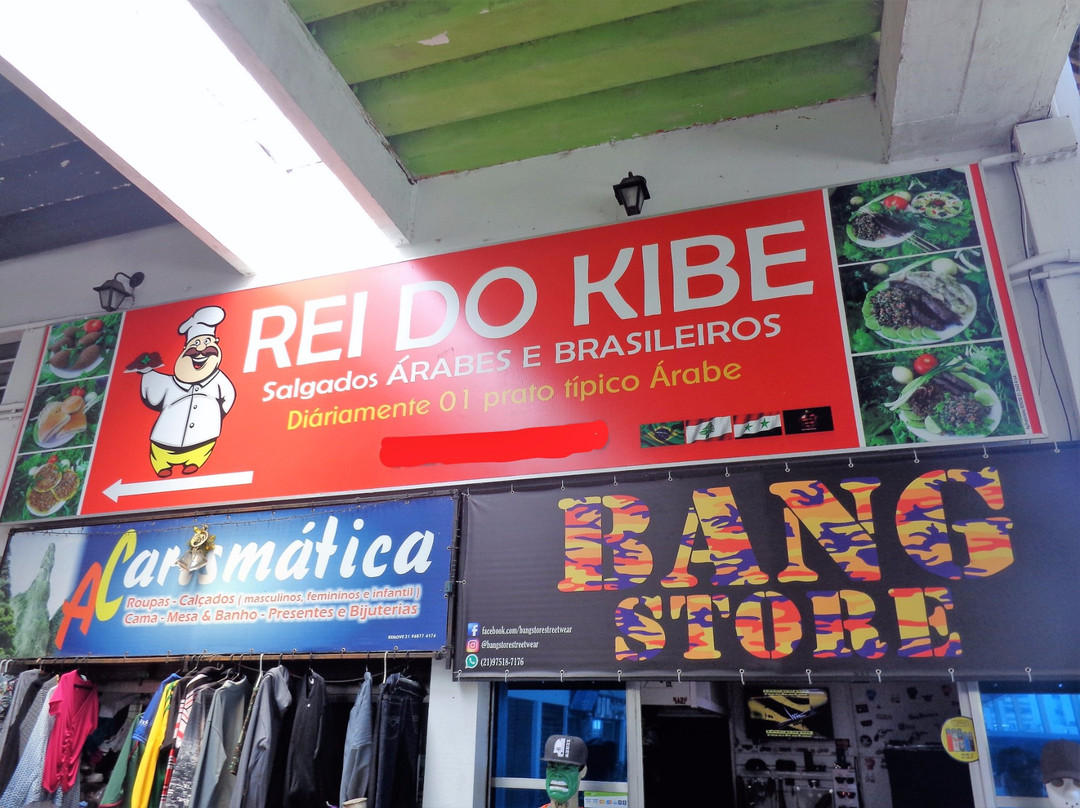 REI DO KIBE
Salgados ÁRABES E BRASILEIROS
Diáriamente 01 prato típico Árabe
A Carismática
Roupas - Calçados ( masculinos, femininos e infantil )
Cama - Mesa & Banho - Presentes e Bijuterias
BANG
STORE
facebook.com/bangstorestreetwear
@bangstorestreetwear
(21)97518-7176